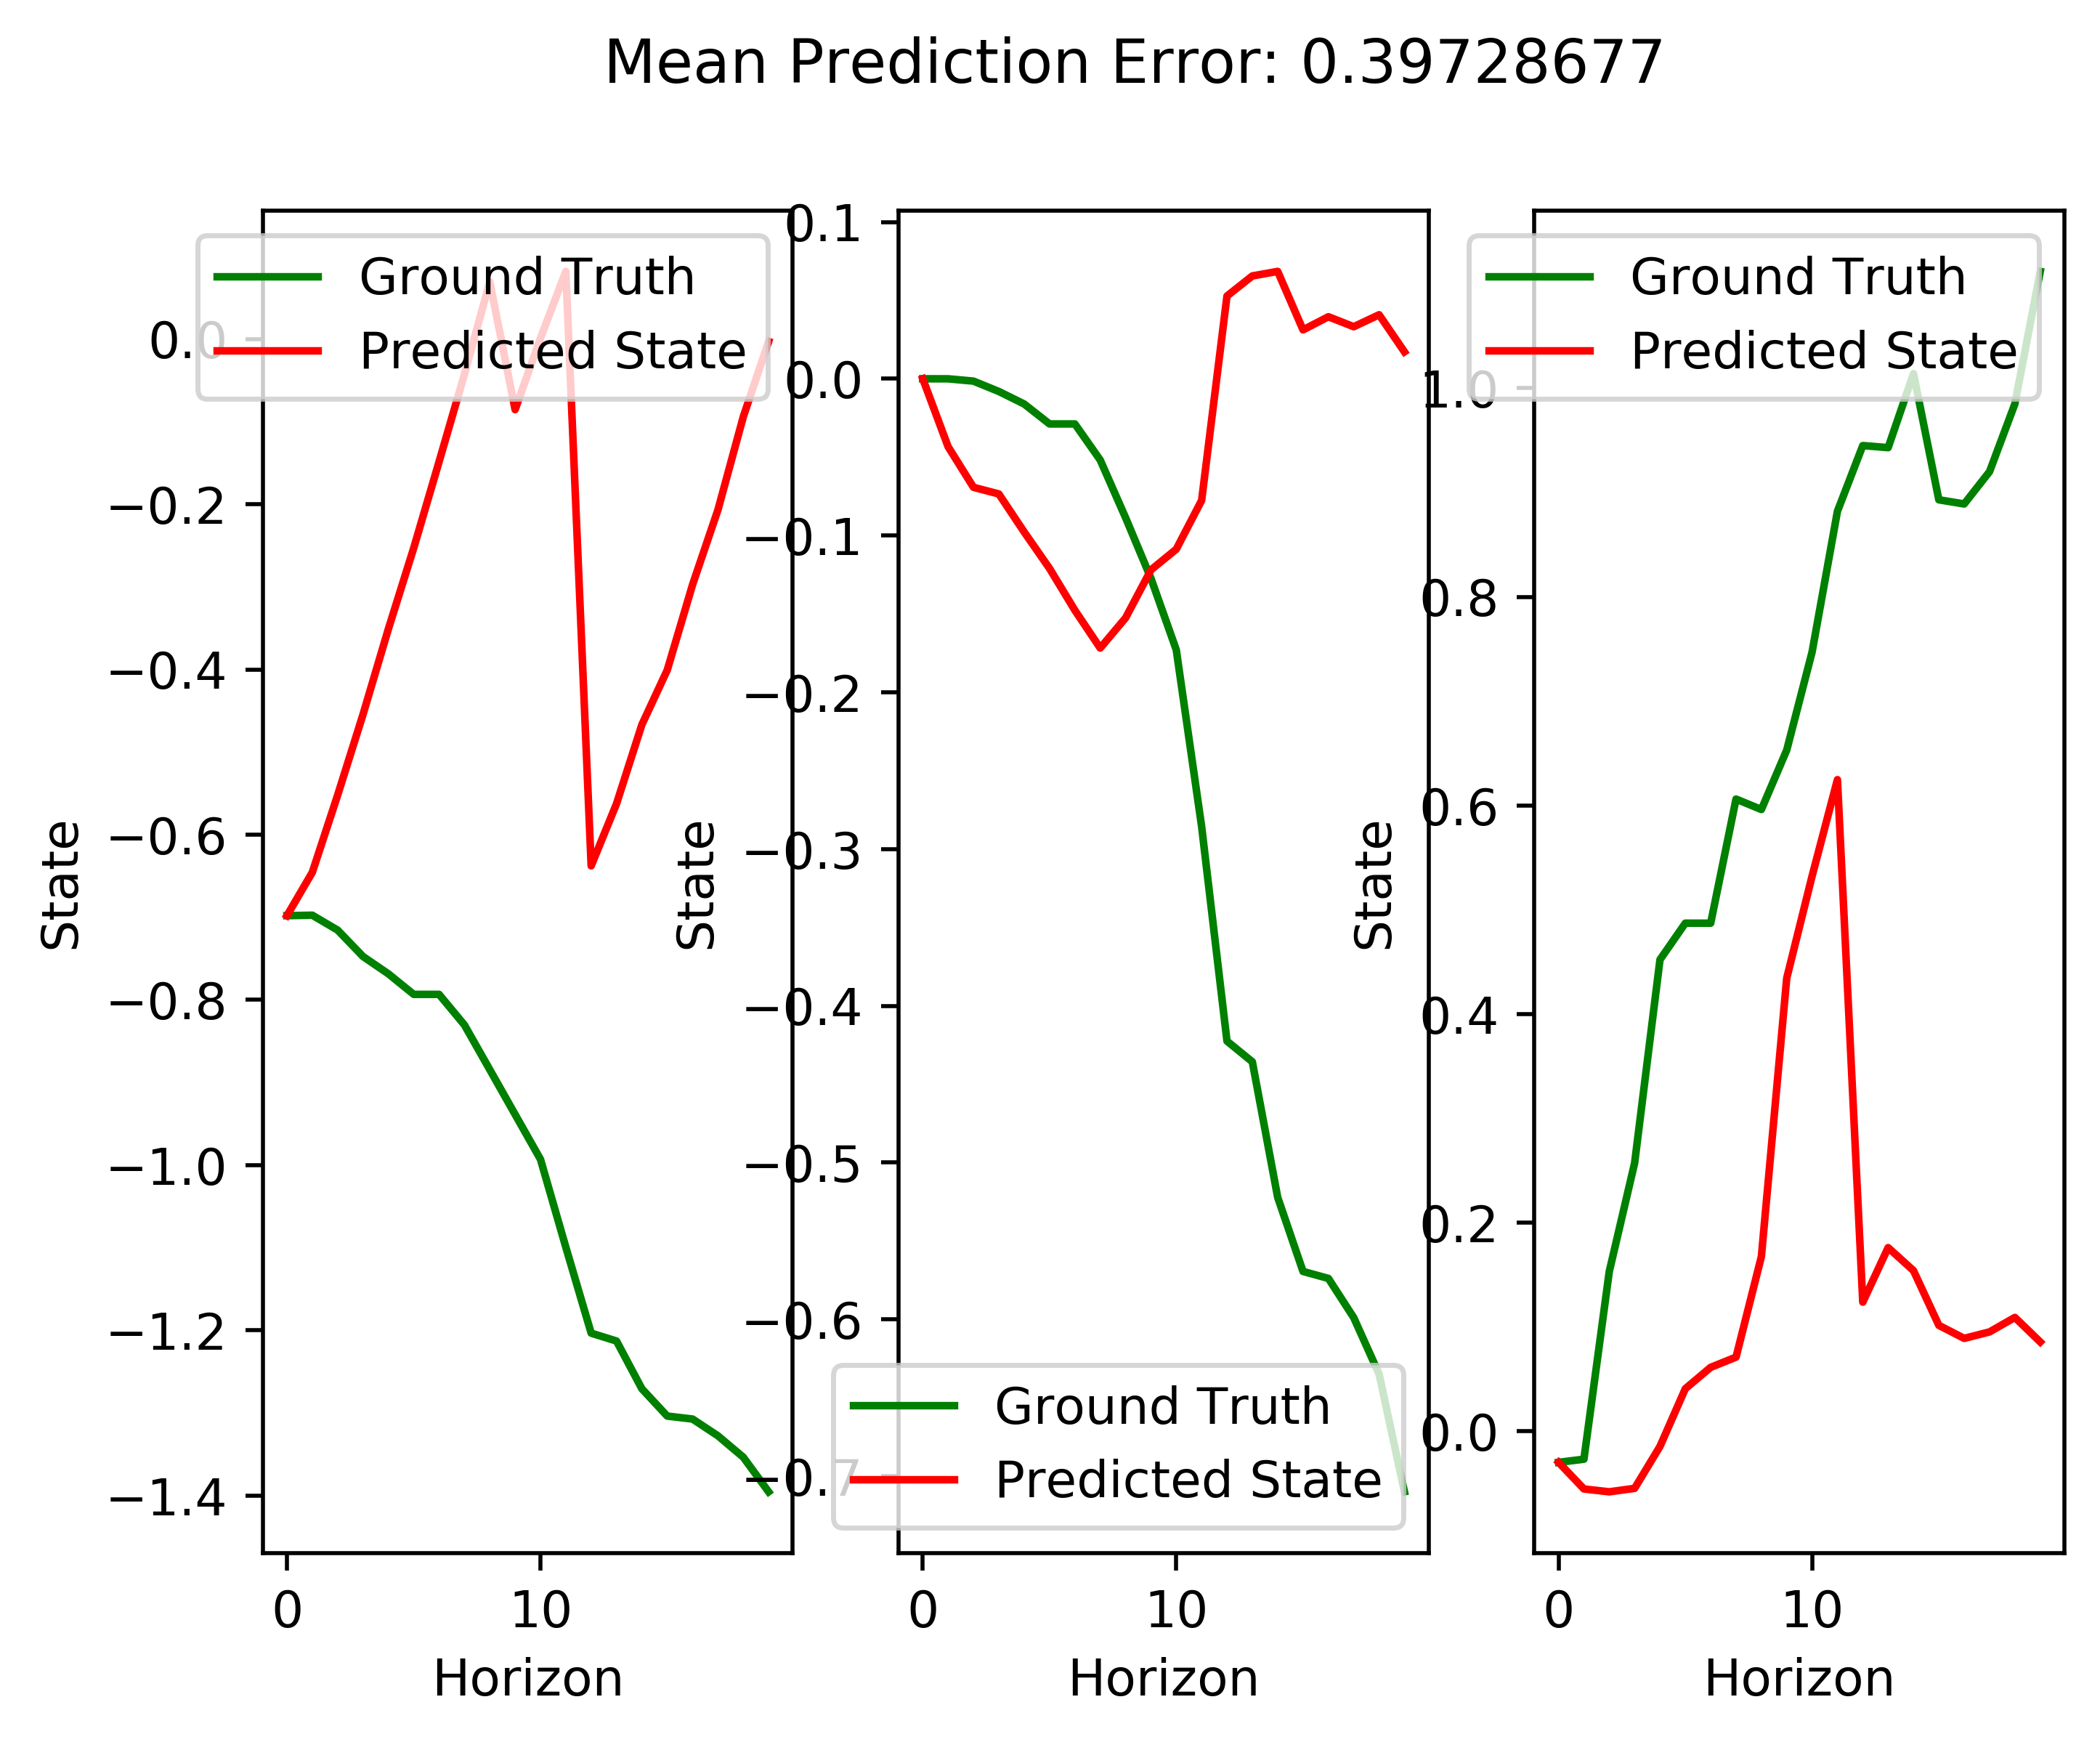 Mean Prediction Error: 0.39728677
Ground Truth
Predicted State
0.0
−0.2
−0.4
−0.6
−0.8
−1.0
−1.2
−1.4
State
0
10
Horizon
0.1
0.0
−0.1
−0.2
−0.3
−0.4
−0.5
−0.6
−0.7
State
Ground Truth
Predicted State
0
10
Horizon
Ground Truth
Predicted State
1.0
0.8
0.6
0.4
0.2
0.0
State
0
10
Horizon